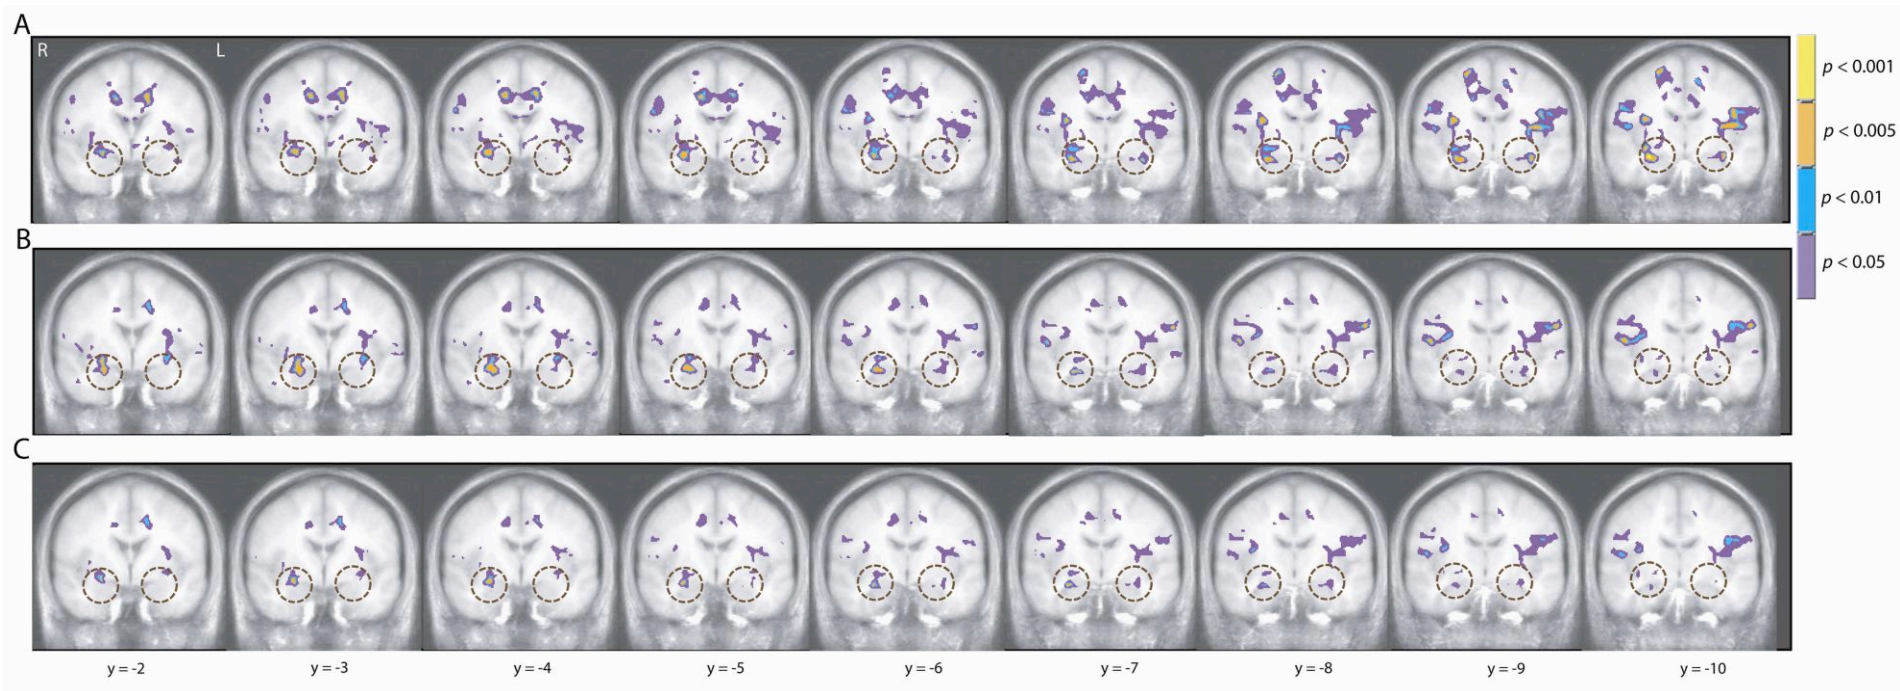 A
R L
p < 0.001
p < 0.005
p < 0.01
p < 0.05
B
C
y = -2 y = -3 y = -4 y = -5 y = -6 y = -7 y = -8 y = -9 y = -10